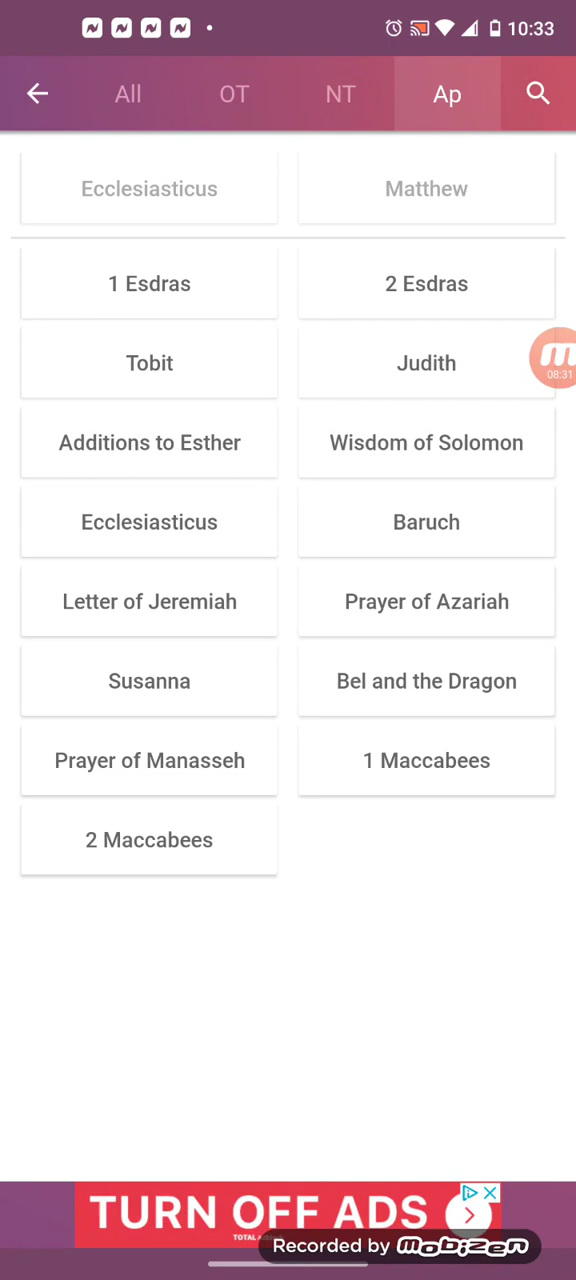 10:33
All OT NT Ap
Ecclesiasticus Matthew
1 Esdras 2 Esdras
Tobit Judith
08:31
Additions to Esther Wisdom of Solomon
Ecclesiasticus Baruch
Letter of Jeremiah Prayer of Azariah
Susanna Bel and the Dragon
Prayer of Manasseh 1 Maccabees
2 Maccabees
TURN OFF ADS
Recorded by mobizen